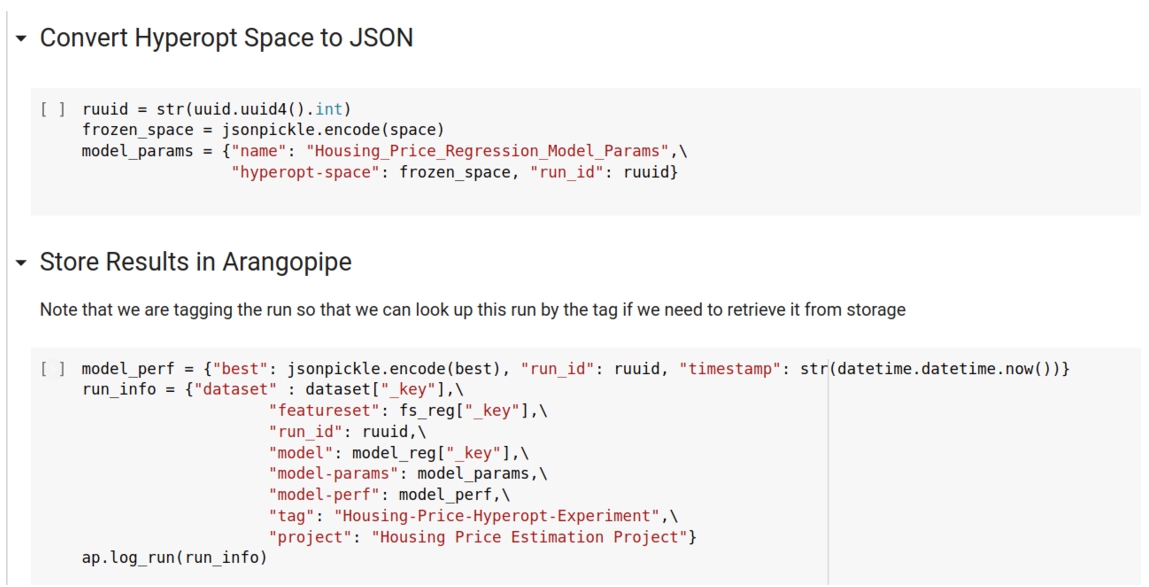 Convert Hyperopt Space to JSON
[ ] ruuid = str(uuid.uuid4().int)
frozen_space = jsonpickle.encode(space)
model_params = {"name": "Housing_Price_Regression_Model_Params",\
"hyperopt-space": frozen_space, "run_id": ruuid}
Store Results in Arangopipe
Note that we are tagging the run so that we can look up this run by the tag if we need to retrieve it from storage
[ ] model_perf = {"best": jsonpickle.encode(best), "run_id": ruuid, "timestamp": str(datetime.datetime.now())}
run_info = {"dataset" : dataset["_key"],\
"featureset": fs_reg["_key"],\
"run_id": ruuid,\
"model": model_reg["_key"],\
"model-params": model_params,\
"model-perf": model_perf,\
"tag": "Housing-Price-Hyperopt-Experiment",\
"project": "Housing Price Estimation Project"}
ap.log_run(run_info)